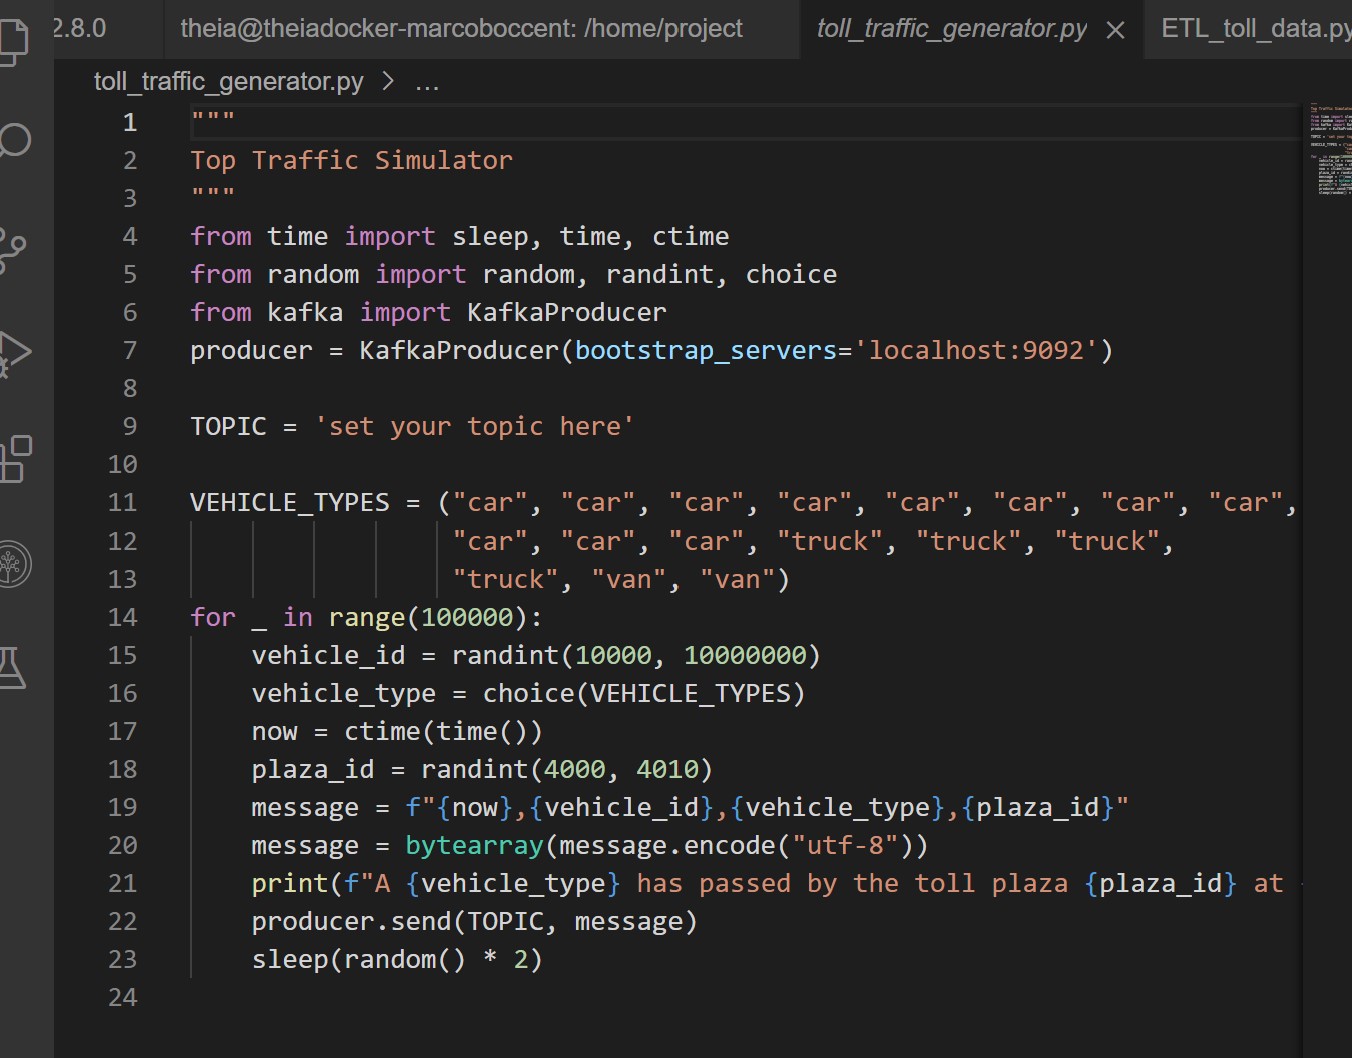 2.8.0 theia@theiadocker-marcoboccent: /home/project toll_traffic_generator.py ETL_toll_data.py
toll_traffic_generator.py > ...
1 """
2 Top Traffic Simulator
3 """
4 from time import sleep, time, ctime
5 from random import random, randint, choice
6 from kafka import KafkaProducer
7 producer = KafkaProducer(bootstrap_servers='localhost:9092')
8
9 TOPIC = 'set your topic here'
10
11 VEHICLE_TYPES = ("car", "car", "car", "car", "car", "car", "car", "car",
12                  "car", "car", "car", "truck", "truck", "truck",
13                  "truck", "van", "van")
14 for _ in range(100000):
15     vehicle_id = randint(10000, 10000000)
16     vehicle_type = choice(VEHICLE_TYPES)
17     now = ctime(time())
18     plaza_id = randint(4000, 4010)
19     message = f"{now},{vehicle_id},{vehicle_type},{plaza_id}"
20     message = bytearray(message.encode("utf-8"))
21     print(f"A {vehicle_type} has passed by the toll plaza {plaza_id} at
22     producer.send(TOPIC, message)
23     sleep(random() * 2)
24